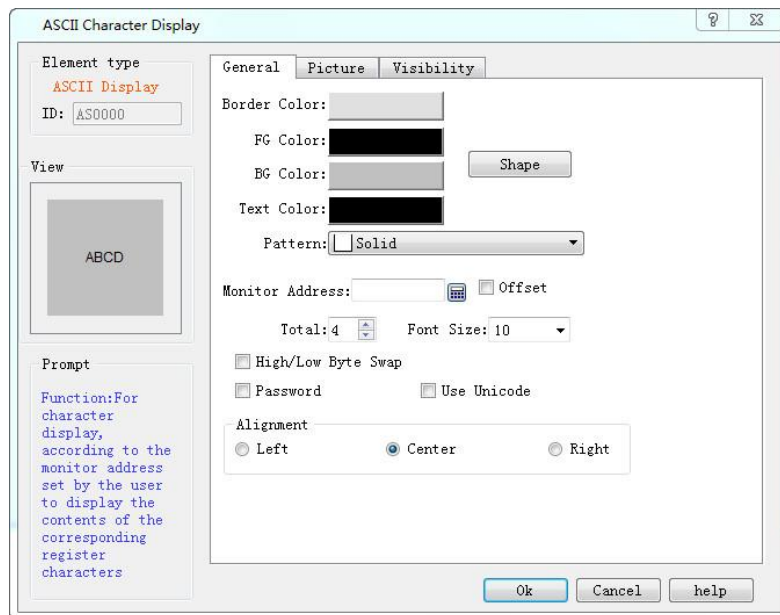 ASCII Character Display
Element type
ASCII Display
ID: AS0000
View
ABCD
Prompt
Function:For
character
display,
according to the
monitor address
set by the user
to display the
contents of the
corresponding
register
characters
General Picture Visibility
Border Color:
FG Color:
BG Color:
Shape
Text Color:
Pattern: Solid
Monitor Address: Offset
Total: 4 Font Size: 10
High/Low Byte Swap
Password Use Unicode
Alignment
Left Center Right
Ok Cancel help